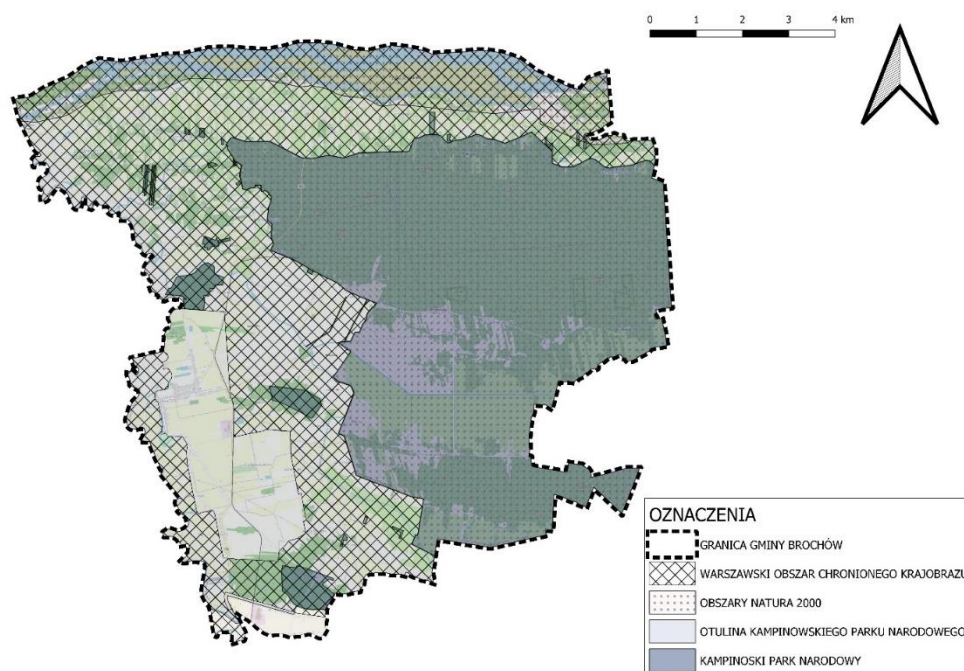 0 1 2 3 4 km
OZNACZENIA
GRANICA GMINY BROCHÓW
WARSZAWSKI OBSZAR CHRONIONEGO KRAJOBRAZU
OBSZARY NATURA 2000
OTULINA KAMPINOWSKIEGO PARKU NARODOWEGO
KAMPINOSKI PARK NARODOWY